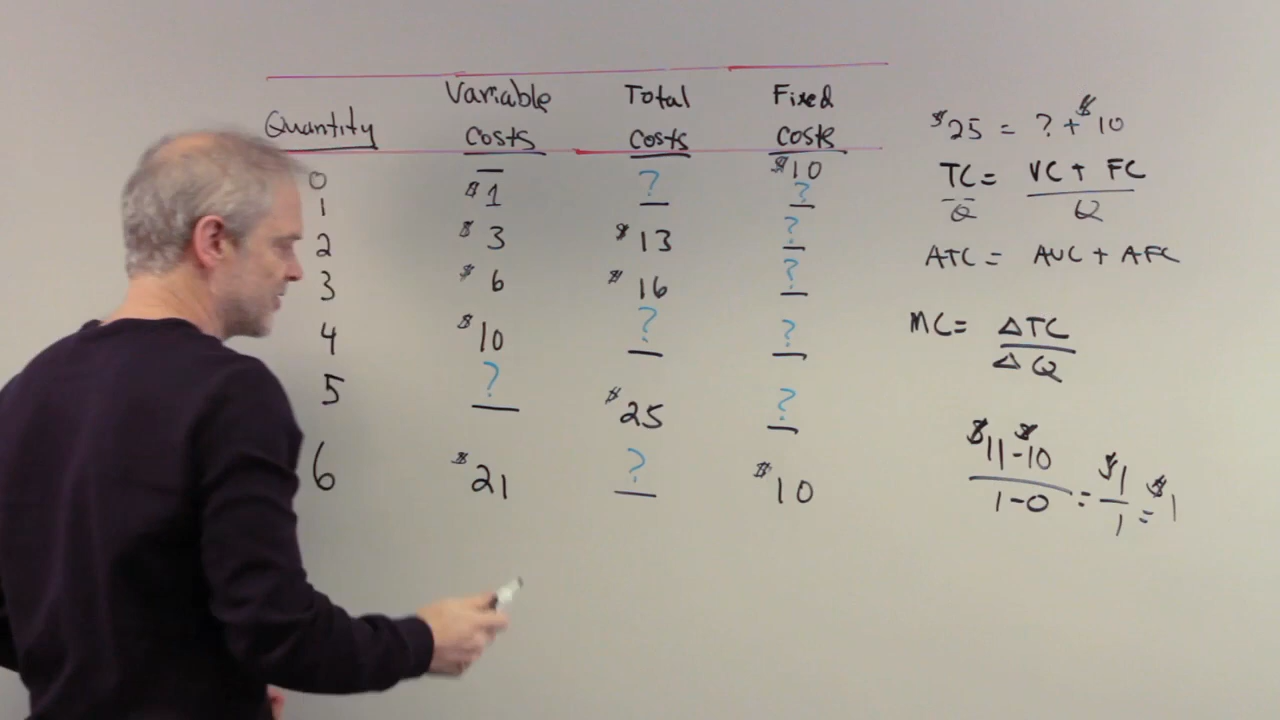 Quantity Variable Costs Total Costs Fixed Costs
0 — $10
1 $1 ? ?
2 $3 $13 ?
3 $6 $16 ?
4 $10 ? ?
5 ? $25 ?
6 $21 ? $10
$25 = ? + $10
TC/Q = VC + FC/Q
ATC = AVC + AFC
MC = ΔTC/ΔQ
$11-$10/1-0 = $1/1 = $1